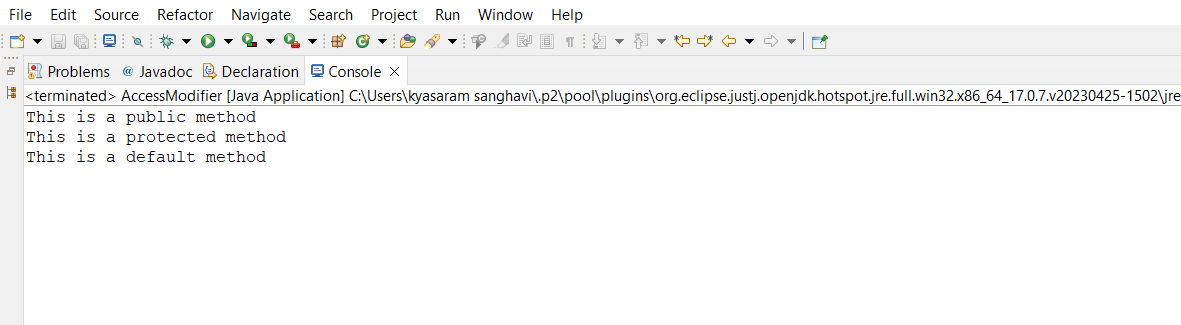 File Edit Source Refactor Navigate Search Project Run Window Help
Problems @ Javadoc Declaration Console
<terminated> AccessModifier [Java Application] C:\Users\kyasaram sanghavi\.p2\pool\plugins\org.eclipse.justj.openjdk.hotspot.jre.full.win32.x86_64_17.0.7.v20230425-1502\jre
This is a public method
This is a protected method
This is a default method